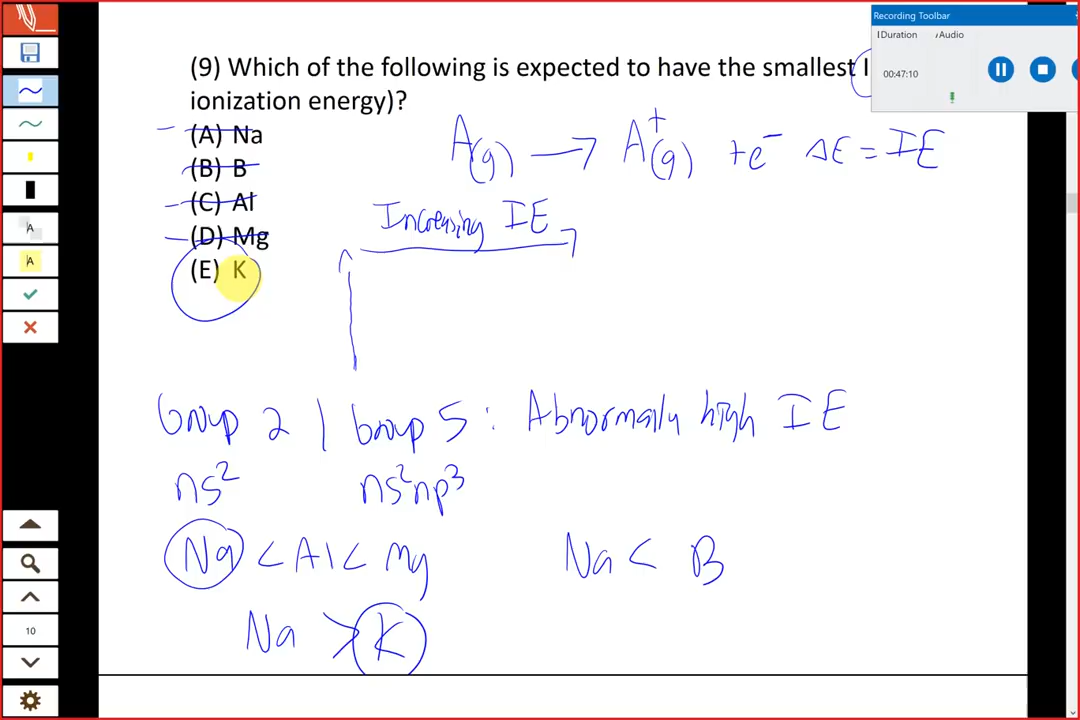 Recording Toolbar
Duration
Audio
00:47:10
(9) Which of the following is expected to have the smallest I
ionization energy)?
(A) Na
(B) B
(C) Al
(D) Mg
(E) K
A(g) → A+(g) + e- ΔE = IE
Increasing IE
Group 2 | Group 5 : Abnormally high IE
ns2 ns2np3
Na < Al < Mg Na < B
Na > K
A
A
10